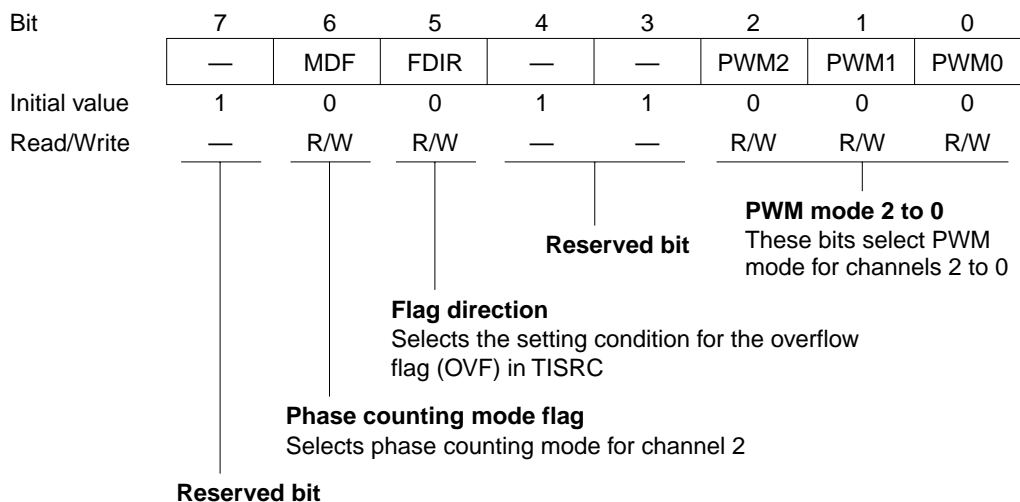 Bit 7 6 5 4 3 2 1 0
— MDF FDIR — — PWM2 PWM1 PWM0
Initial value 1 0 0 1 1 0 0 0
Read/Write — R/W R/W — — R/W R/W R/W
PWM mode 2 to 0
These bits select PWM
mode for channels 2 to 0
Reserved bit
Flag direction
Selects the setting condition for the overflow
flag (OVF) in TISRC
Phase counting mode flag
Selects phase counting mode for channel 2
Reserved bit